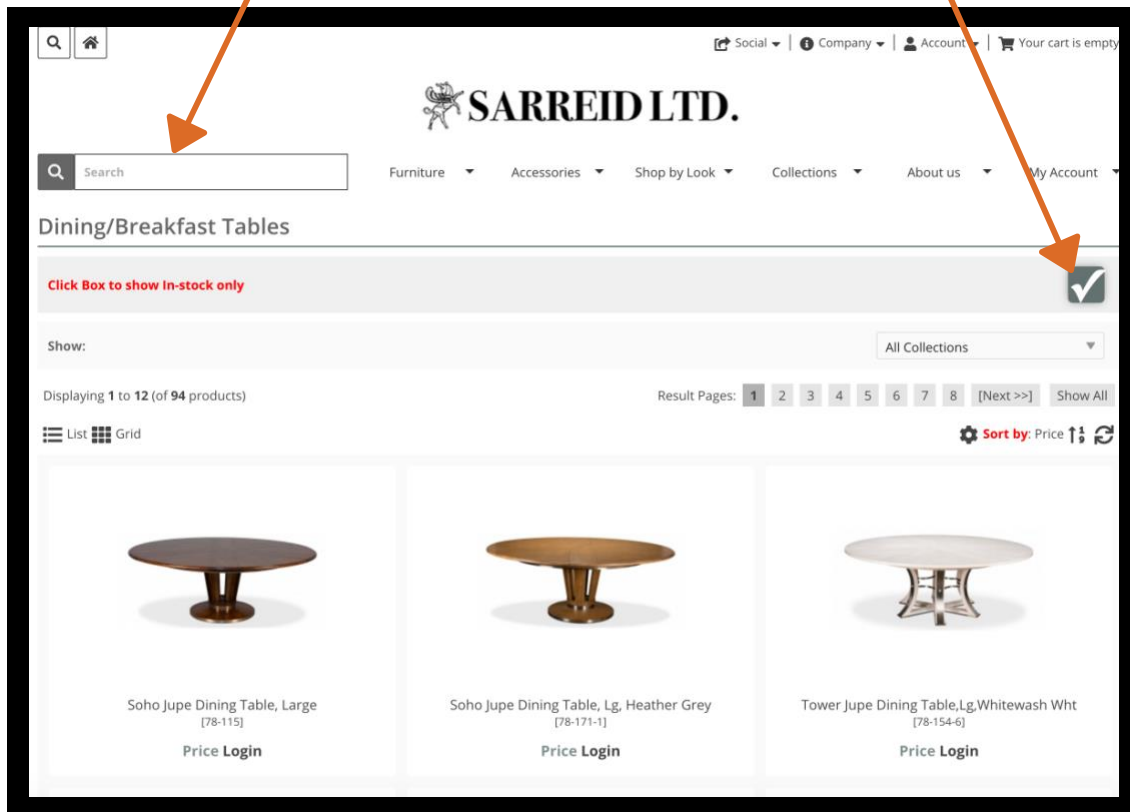 Social Company Account Your cart is empty
SARREID LTD.
Search Furniture Accessories Shop by Look Collections About us My Account
Dining/Breakfast Tables
Click Box to show In-stock only
Show: All Collections
Displaying 1 to 12 (of 94 products) Result Pages: 1 2 3 4 5 6 7 8 [Next >>] Show All
List Grid Sort by: Price
Soho Jupe Dining Table, Large
[78-115]
Price Login
Soho Jupe Dining Table, Lg, Heather Grey
[78-171-1]
Price Login
Tower Jupe Dining Table,Lg,Whitewash Wht
[78-154-6]
Price Login